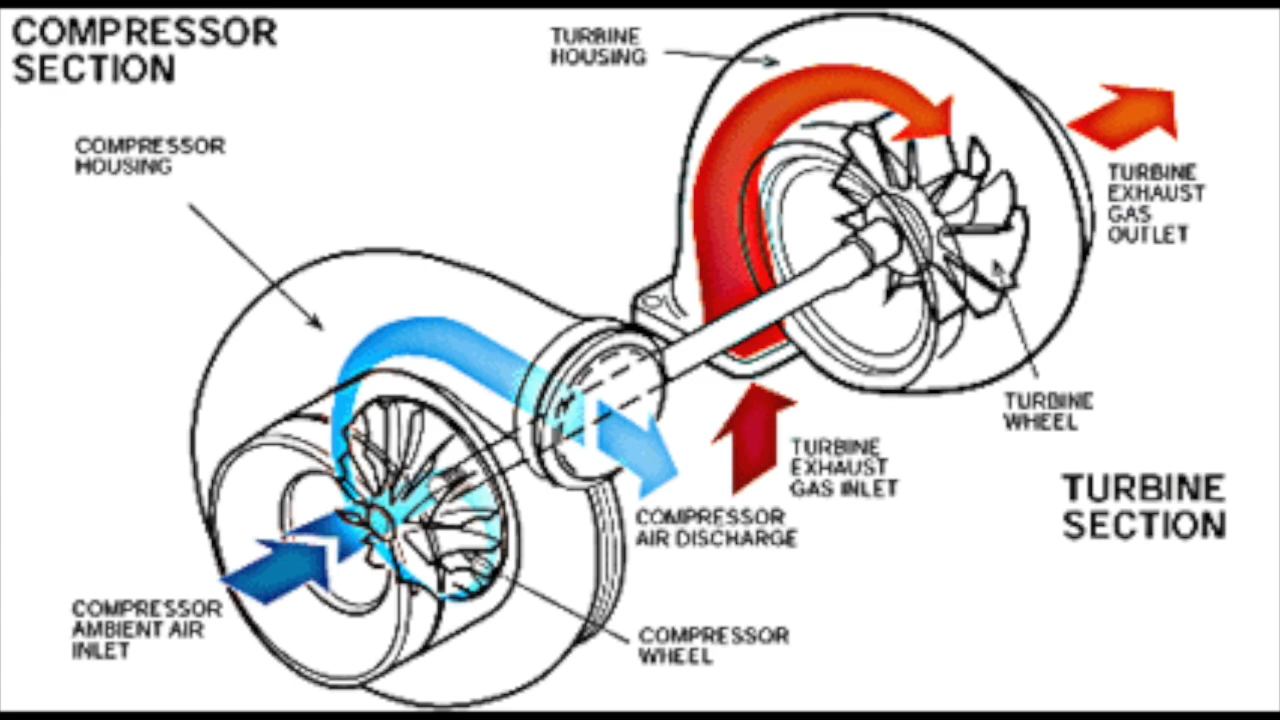 COMPRESSOR
SECTION
TURBINE
HOUSING
COMPRESSOR
HOUSING
TURBINE
EXHAUST
GAS
OUTLET
TURBINE
WHEEL
TURBINE
EXHAUST
GAS INLET
TURBINE
SECTION
COMPRESSOR
AIR DISCHARGE
COMPRESSOR
AMBIENT AIR
INLET
COMPRESSOR
WHEEL